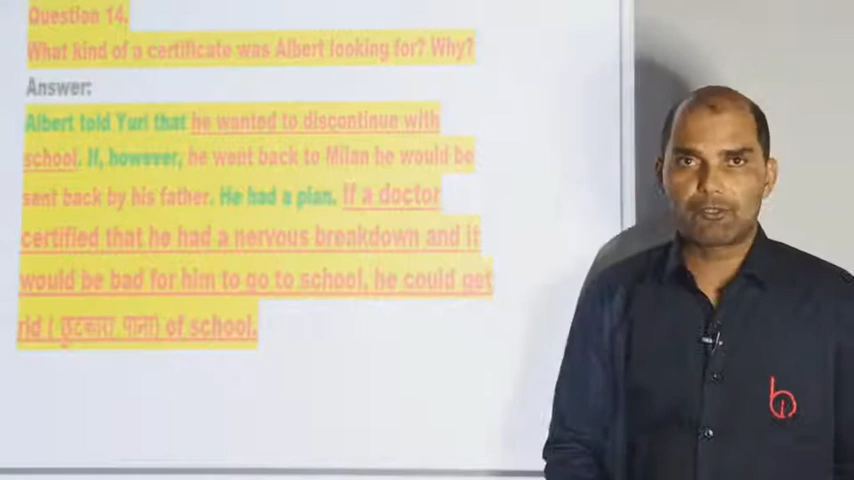 Question 14.
What kind of a certificate was Albert looking for? Why?
Answer:
Albert told Yuri that he wanted to discontinue with
school. If, however, he went back to Milan he would be
sent back by his father. He had a plan. If a doctor
certified that he had a nervous breakdown and it
would be bad for him to go to school, he could get
rid ( छुटकारा पाना) of school.